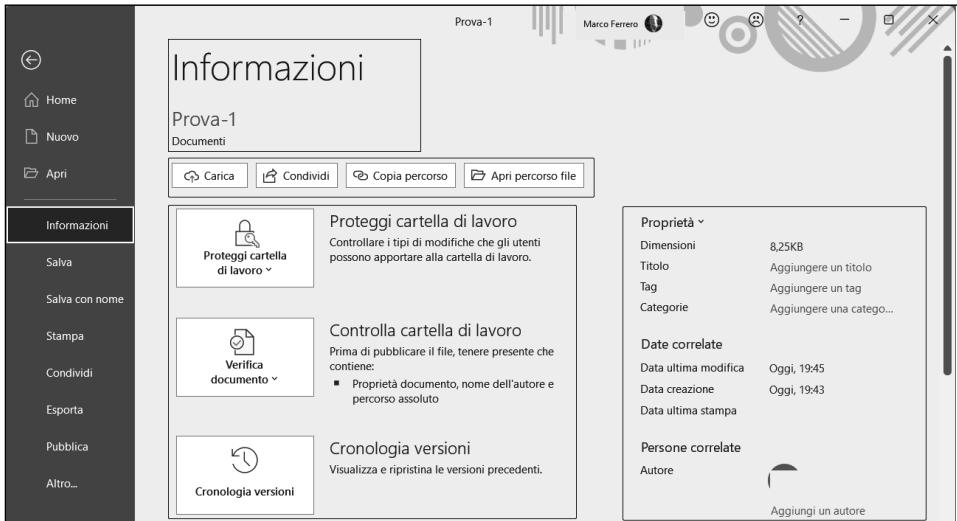 Prova-1
Marco Ferrero
?
Home
Nuovo
Apri
Informazioni
Salva
Salva con nome
Stampa
Condividi
Esporta
Pubblica
Altro...
Informazioni
Prova-1
Documenti
Carica
Condividi
Copia percorso
Apri percorso file
Proteggi cartella
di lavoro
Proteggi cartella di lavoro
Controllare i tipi di modifiche che gli utenti
possono apportare alla cartella di lavoro.
Verifica
documento
Controlla cartella di lavoro
Prima di pubblicare il file, tenere presente che
contiene:
▪ Proprietà documento, nome dell'autore e
percorso assoluto
Cronologia versioni
Cronologia versioni
Visualizza e ripristina le versioni precedenti.
Proprietà
Dimensioni 8,25KB
Titolo Aggiungere un titolo
Tag Aggiungere un tag
Categorie Aggiungere una catego...
Date correlate
Data ultima modifica Oggi, 19:45
Data creazione Oggi, 19:43
Data ultima stampa
Persone correlate
Autore
Aggiungi un autore